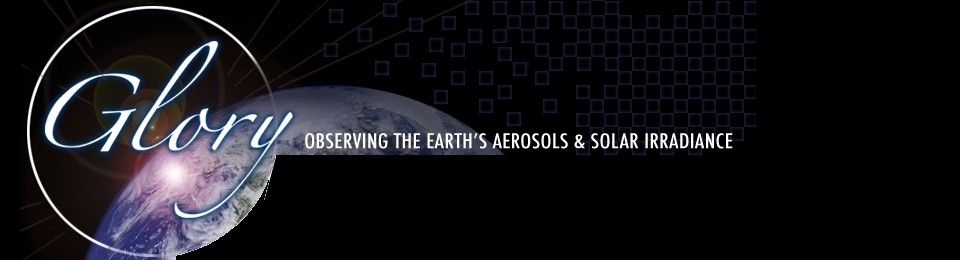 Glory
OBSERVING THE EARTH'S AEROSOLS & SOLAR IRRADIANCE